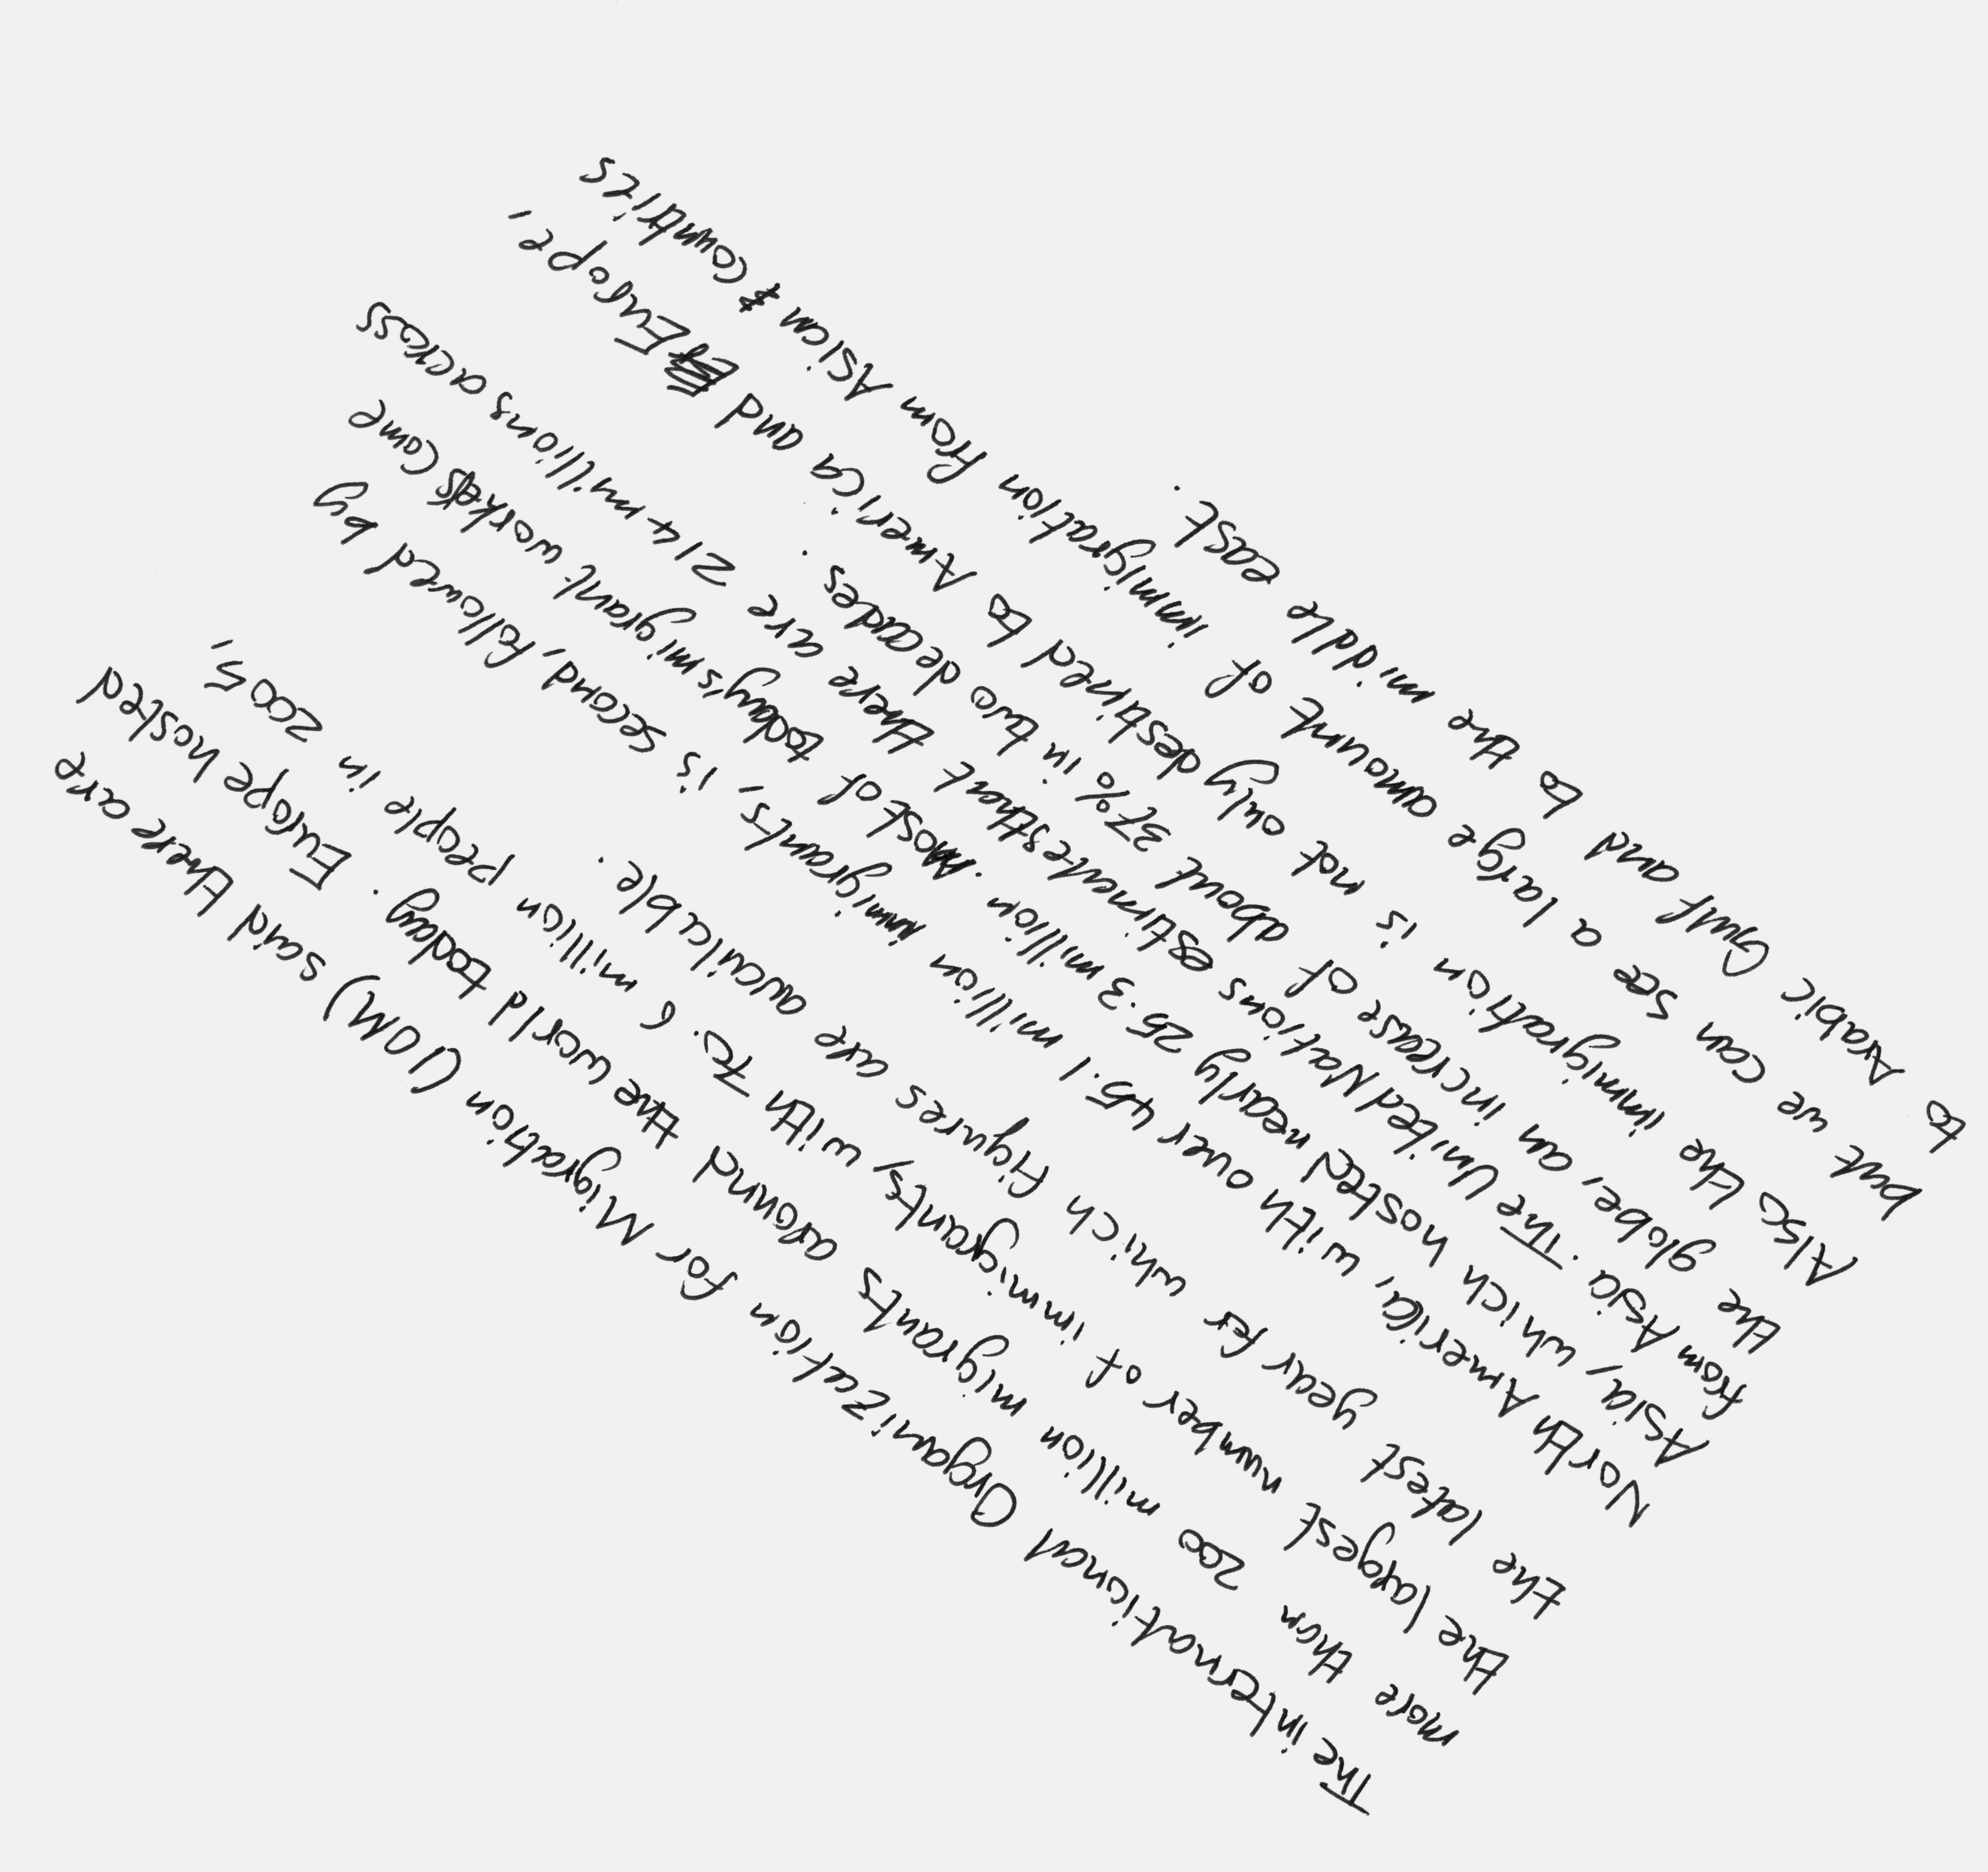 The international Organization for Migration (IOM) said there are
more than 200 million migrants around the world today. Europe hosted
the largest number of immigrants, with 70.6 million people in 2005,
the latest year for which figures are available.
North America, with over 45.1 million immigrants, is second, followed by
Asia, which hosted nearly 25.3 million. Most of today's migrant workers came
from Asia. The United Nations estimates that there are 214 millions across
the globe, an increase of about 37% in two decades.
Also the immigration is not only destined to America and Europe,
but we can see a large amount of immigration from Asian countries
to Arabic Gulf and to the middle east.